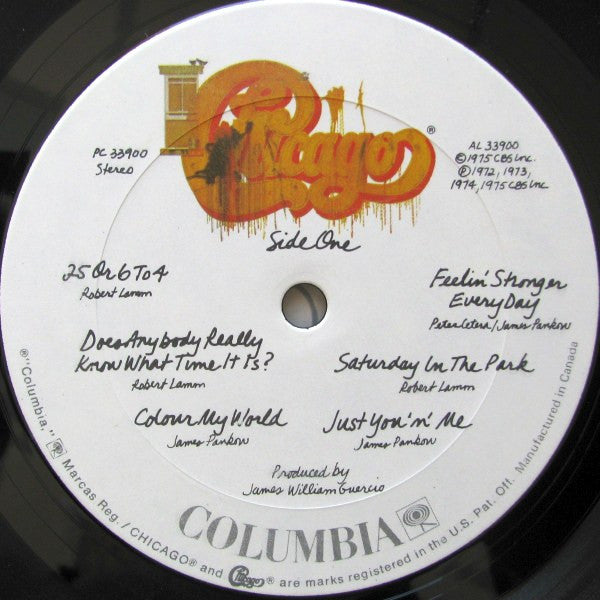 Chicago®
PC 33900
Stereo
AL 33900
©1975 CBS Inc.
℗1972, 1973,
1974, 1975 CBS Inc
Side One
25 Or 6 To 4
Robert Lamm
Does Anybody Really
Know What Time It Is?
Robert Lamm
Colour My World
James Pankow
Feelin' Stronger
Every Day
Peter Cetera/James Pankow
Saturday In The Park
Robert Lamm
Just You 'n' Me
James Pankow
Produced by
James William Guercio
COLUMBIA
®"Columbia," Marcas Reg. / CHICAGO® and Chicago® are marks registered in the U.S. Pat. Off. Manufactured in Canada